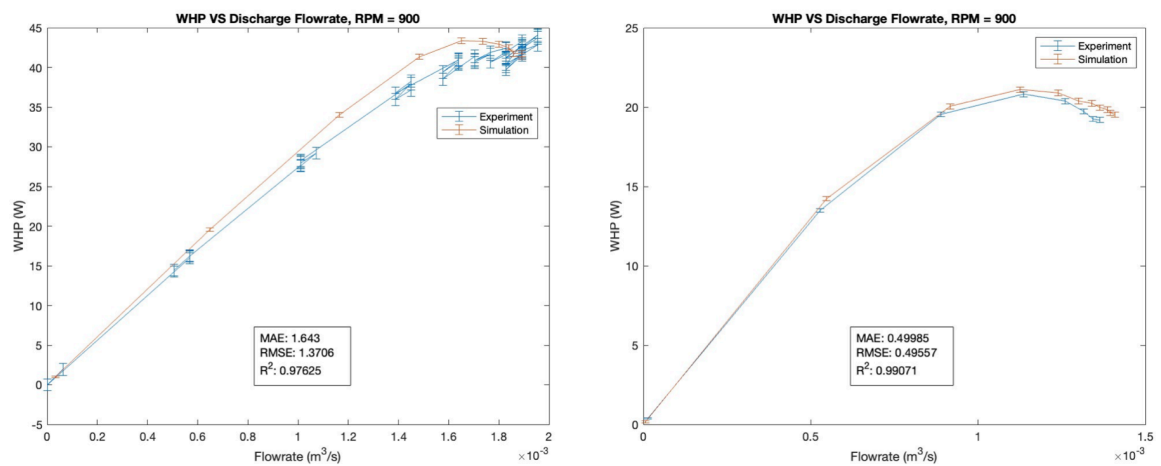 WHP VS Discharge Flowrate, RPM = 900
45
40
35
30
25
20
15
10
5
0
-5
WHP (W)
Experiment
Simulation
MAE: 1.643
RMSE: 1.3706
R²: 0.97625
0 0.2 0.4 0.6 0.8 1 1.2 1.4 1.6 1.8 2
×10⁻³
Flowrate (m³/s)
WHP VS Discharge Flowrate, RPM = 900
25
20
15
10
5
0
WHP (W)
Experiment
Simulation
MAE: 0.49985
RMSE: 0.49557
R²: 0.99071
0 0.5 1 1.5
×10⁻³
Flowrate (m³/s)